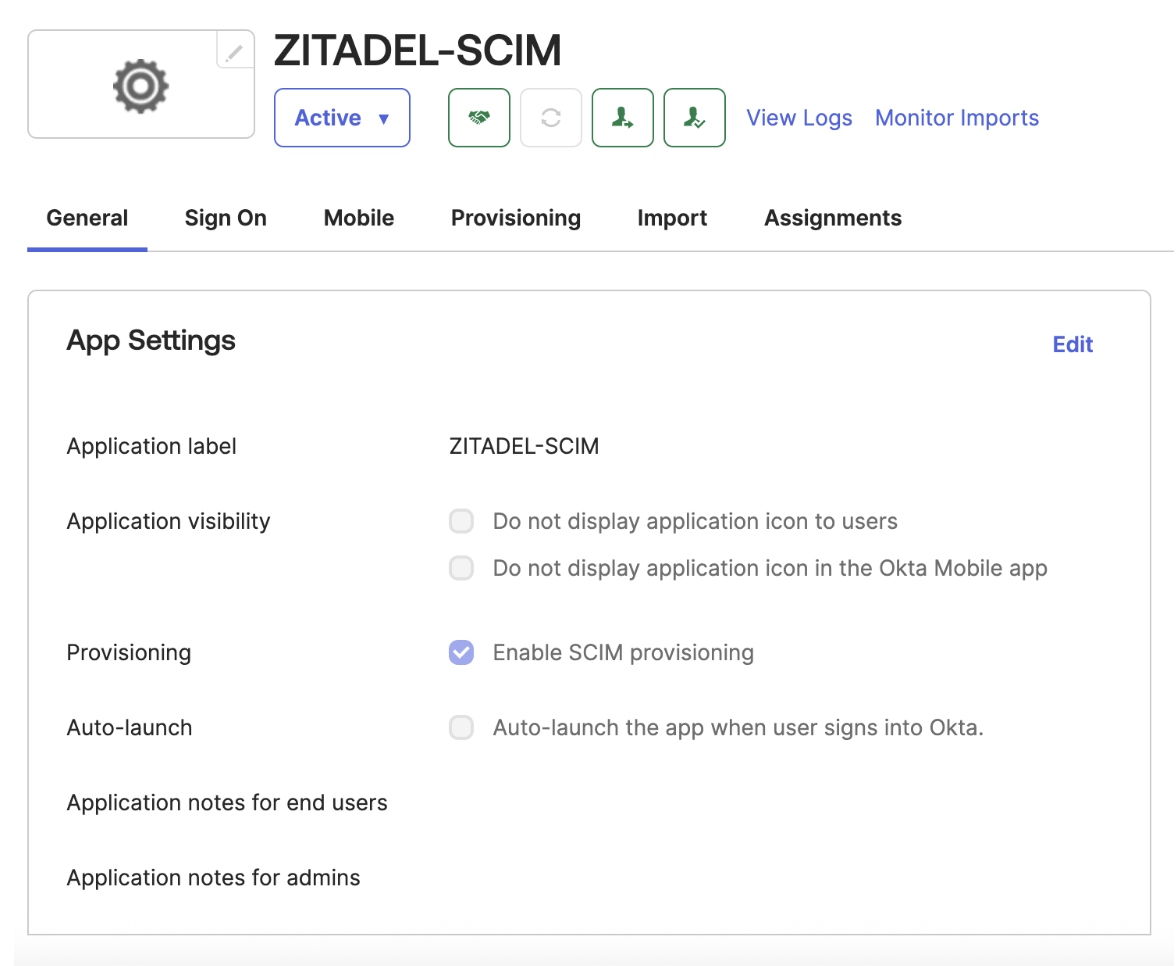 ZITADEL-SCIM
Active ▼ View Logs Monitor Imports
General Sign On Mobile Provisioning Import Assignments
App Settings Edit
Application label ZITADEL-SCIM
Application visibility Do not display application icon to users
Do not display application icon in the Okta Mobile app
Provisioning Enable SCIM provisioning
Auto-launch Auto-launch the app when user signs into Okta.
Application notes for end users
Application notes for admins